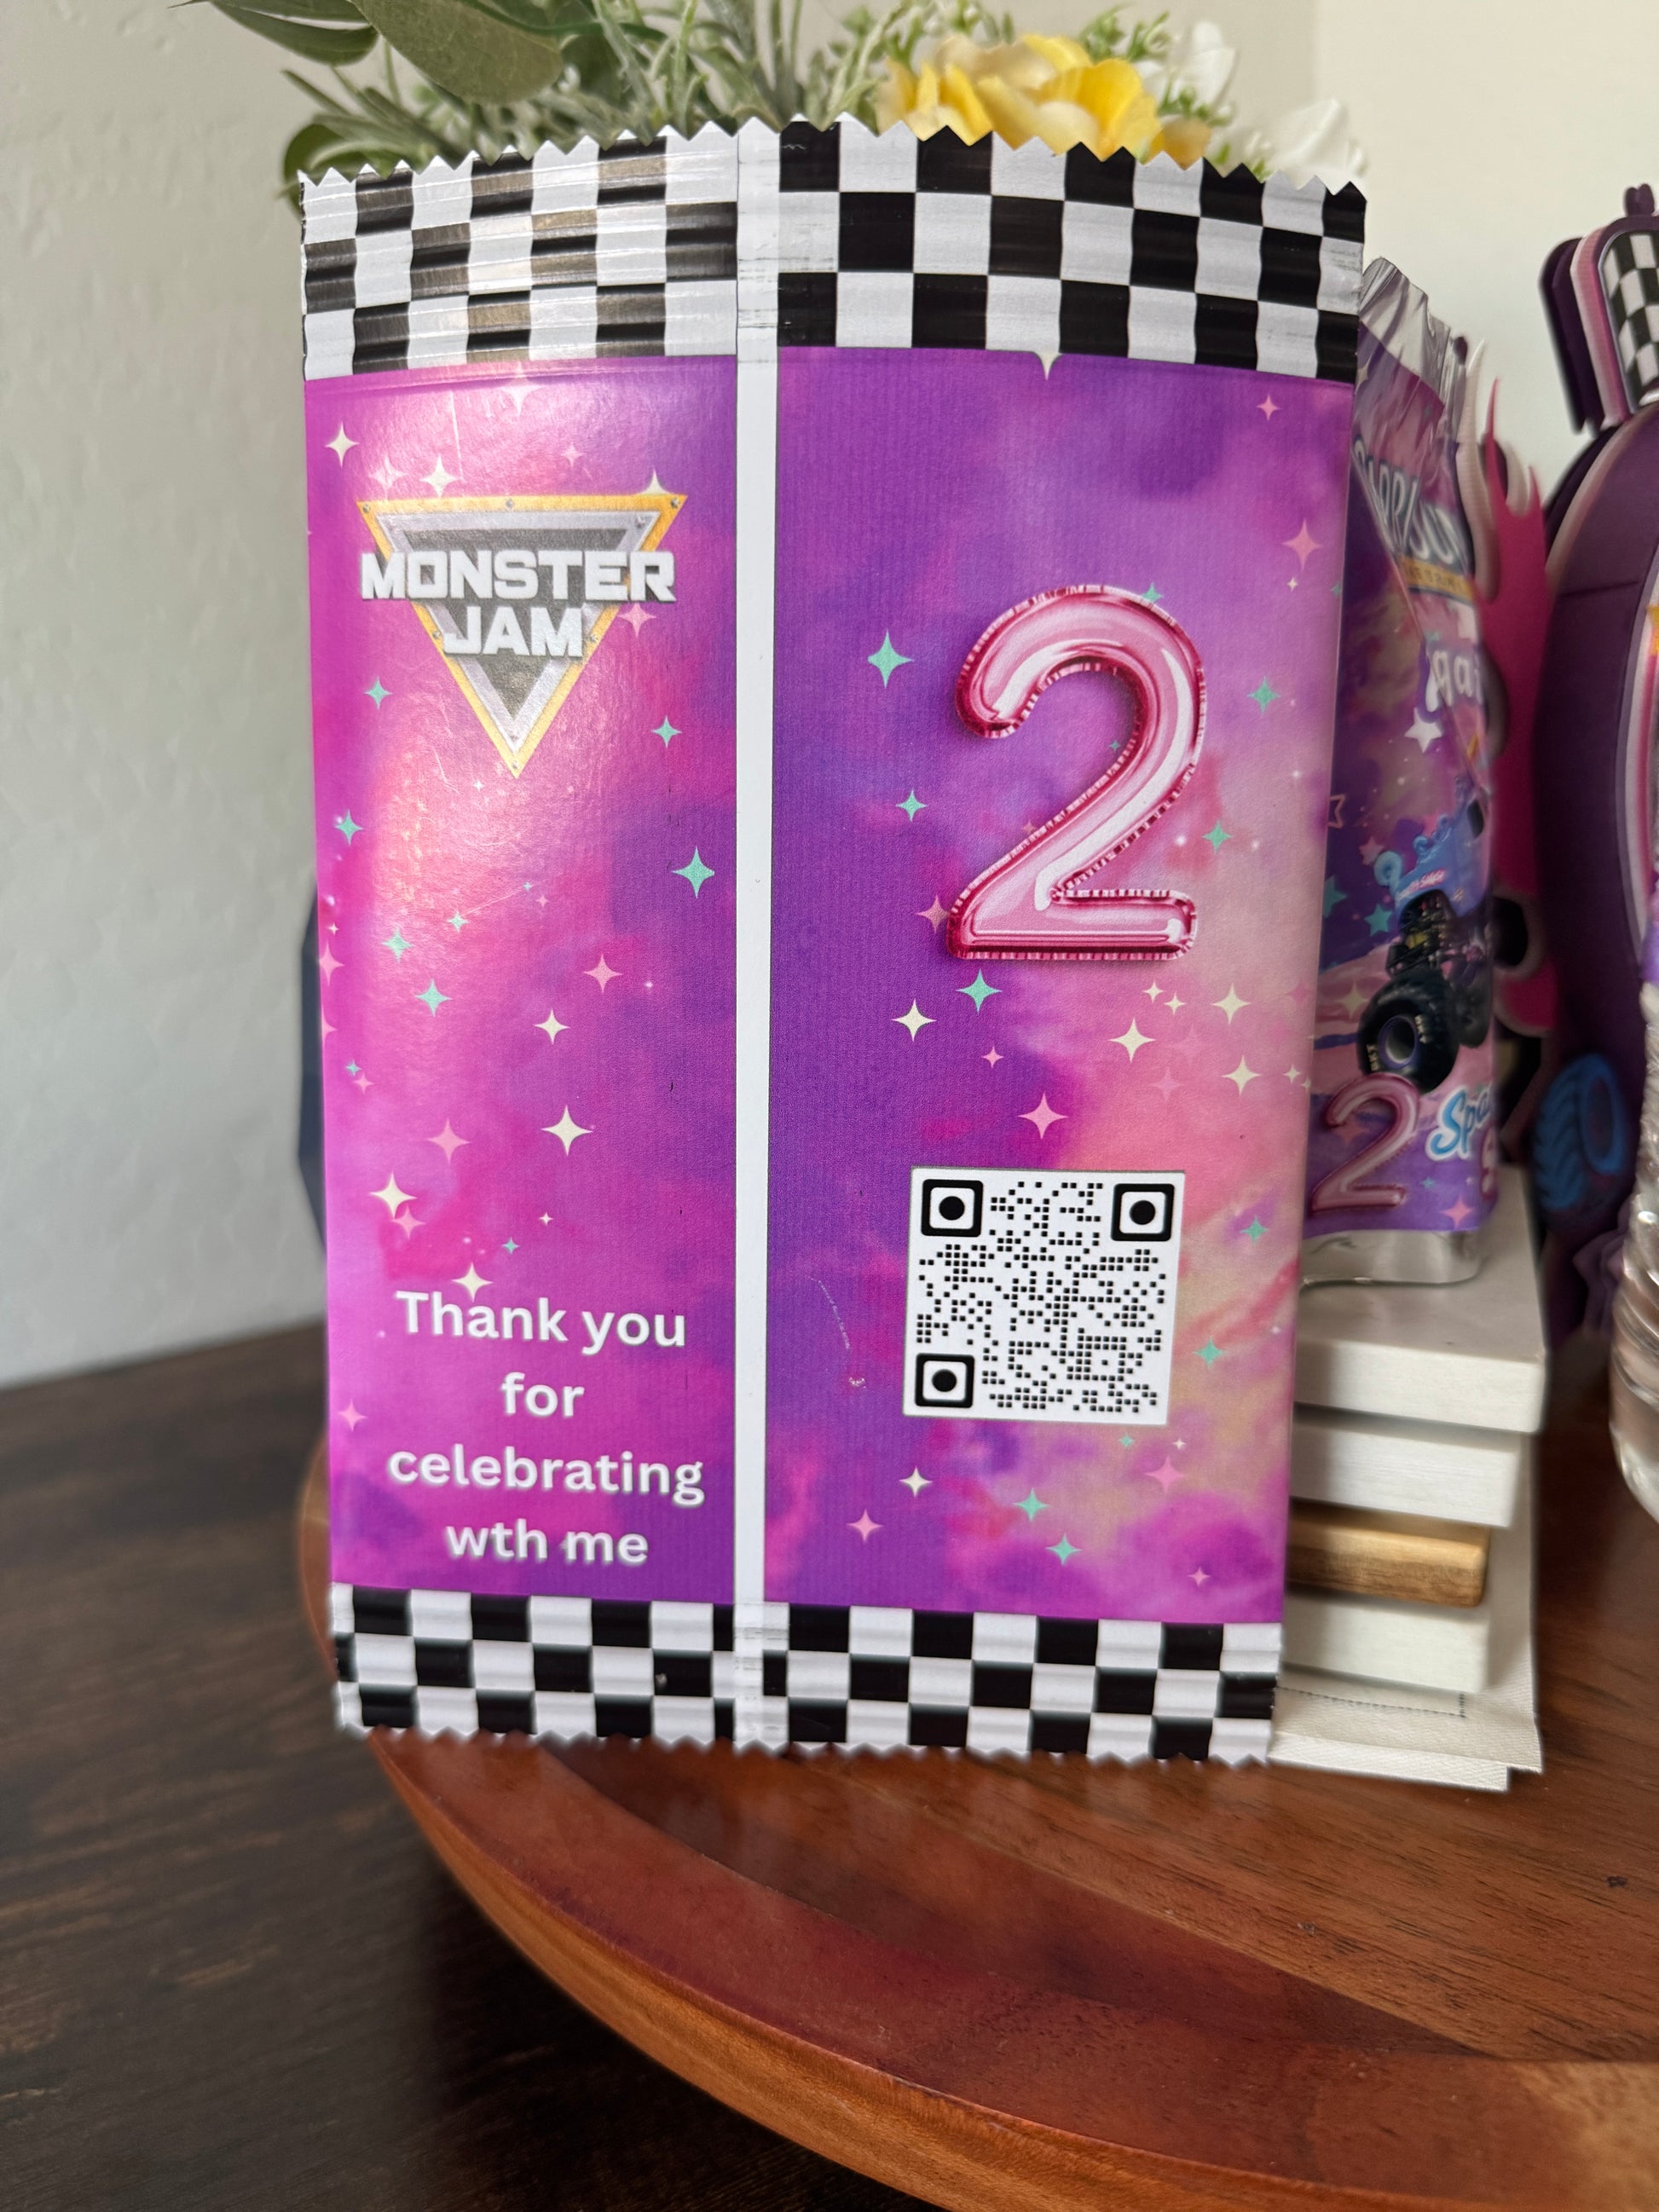 MONSTER
JAM
2
Thank you
for
celebrating
wth me
2